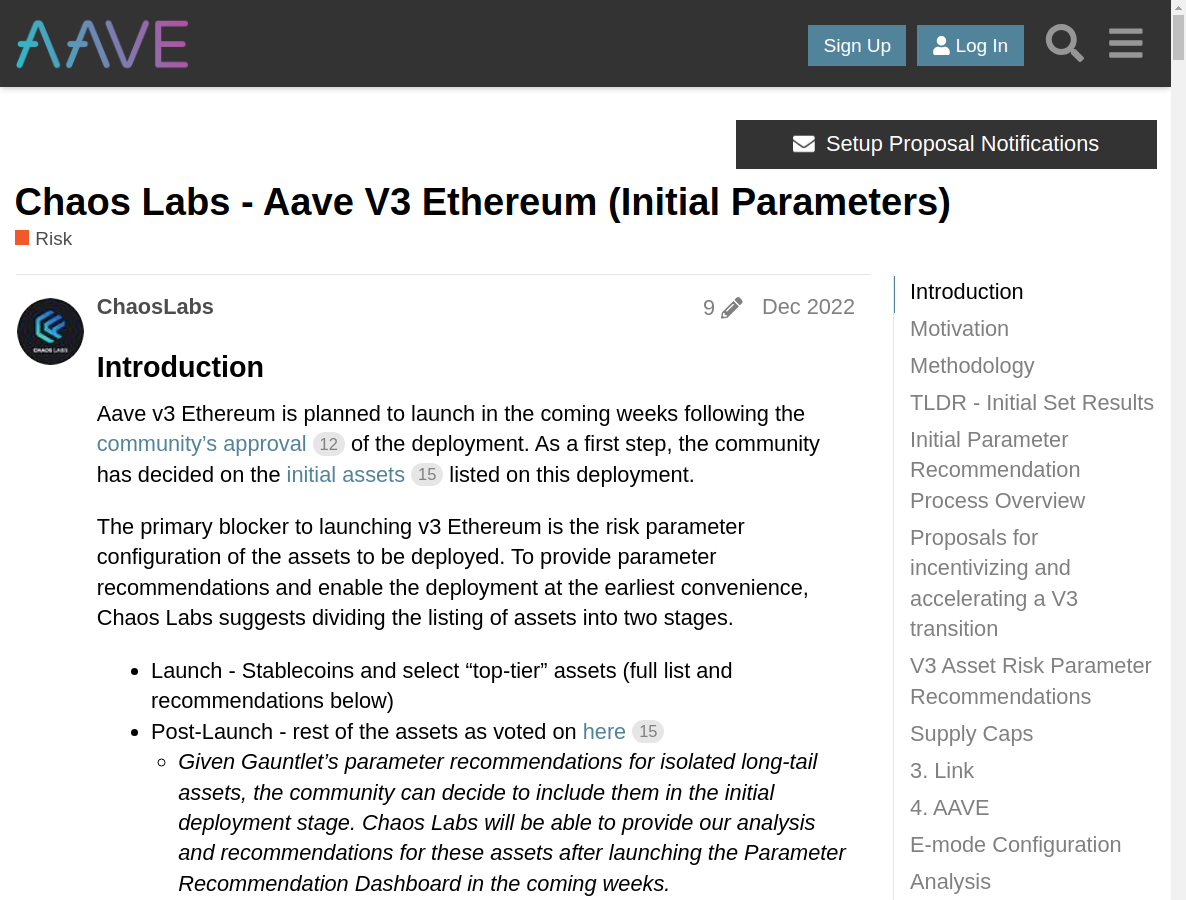 AAVE
Sign Up
Log In
Setup Proposal Notifications
Chaos Labs - Aave V3 Ethereum (Initial Parameters)
Risk
ChaosLabs
9
Dec 2022
CHAOS LABS
Introduction
Aave v3 Ethereum is planned to launch in the coming weeks following the
community’s approval 12 of the deployment. As a first step, the community
has decided on the initial assets 15 listed on this deployment.
The primary blocker to launching v3 Ethereum is the risk parameter
configuration of the assets to be deployed. To provide parameter
recommendations and enable the deployment at the earliest convenience,
Chaos Labs suggests dividing the listing of assets into two stages.
Launch - Stablecoins and select “top-tier” assets (full list and
recommendations below)
Post-Launch - rest of the assets as voted on here 15
Given Gauntlet’s parameter recommendations for isolated long-tail
assets, the community can decide to include them in the initial
deployment stage. Chaos Labs will be able to provide our analysis
and recommendations for these assets after launching the Parameter
Recommendation Dashboard in the coming weeks.
Introduction
Motivation
Methodology
TLDR - Initial Set Results
Initial Parameter
Recommendation
Process Overview
Proposals for
incentivizing and
accelerating a V3
transition
V3 Asset Risk Parameter
Recommendations
Supply Caps
3. Link
4. AAVE
E-mode Configuration
Analysis